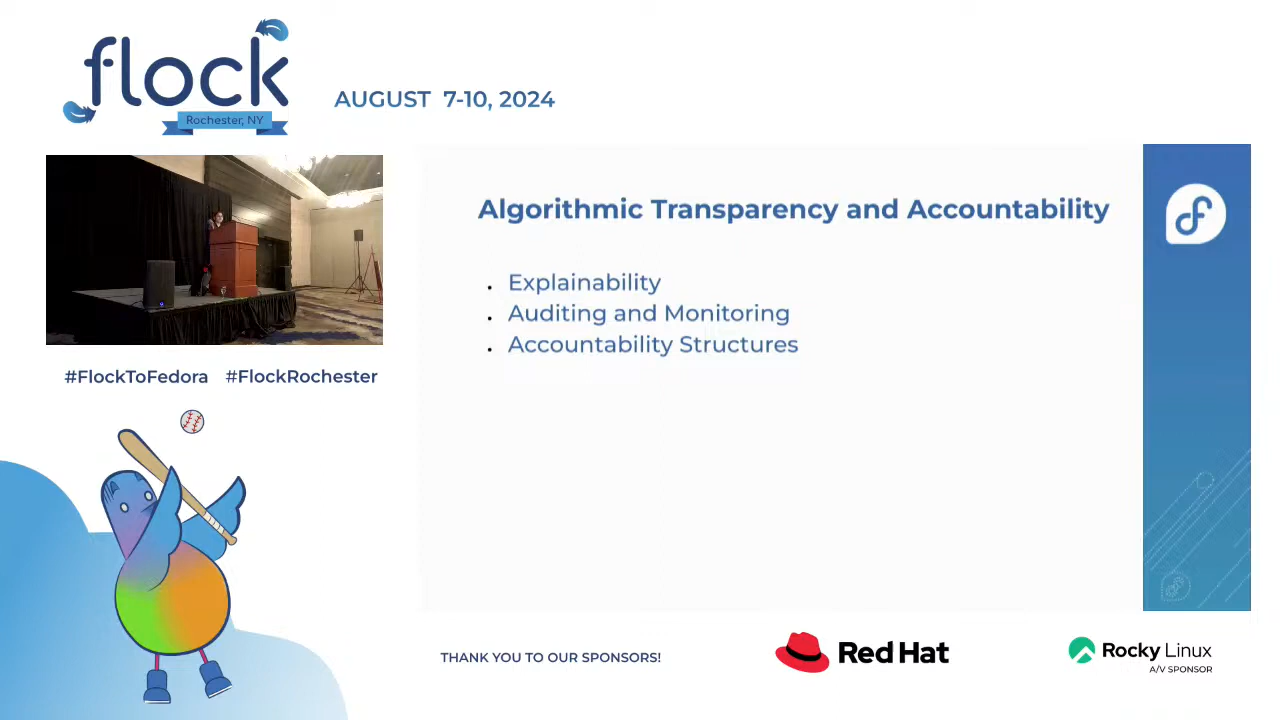 flock
Rochester, NY
AUGUST 7-10, 2024
Algorithmic Transparency and Accountability
Explainability
Auditing and Monitoring
Accountability Structures
#FlockToFedora #FlockRochester
THANK YOU TO OUR SPONSORS!
Red Hat
Rocky Linux
A/V SPONSOR